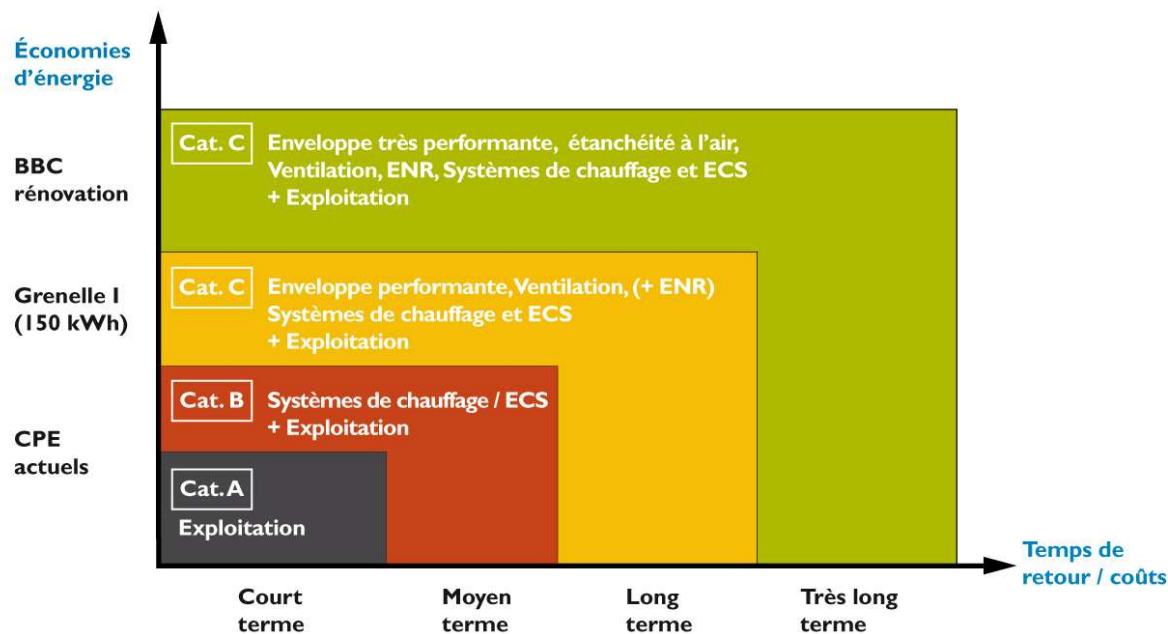 Économies
d'énergie
BBC
rénovation
Cat. C
Enveloppe très performante, étanchéité à l'air,
Ventilation, ENR, Systèmes de chauffage et ECS
+ Exploitation
Grenelle I
(150 kWh)
Cat. C
Enveloppe performante, Ventilation, (+ ENR)
Systèmes de chauffage et ECS
+ Exploitation
CPE
actuels
Cat. B
Systèmes de chauffage / ECS
+ Exploitation
Cat. A
Exploitation
Temps de
retour / coûts
Court
terme
Moyen
terme
Long
terme
Très long
terme